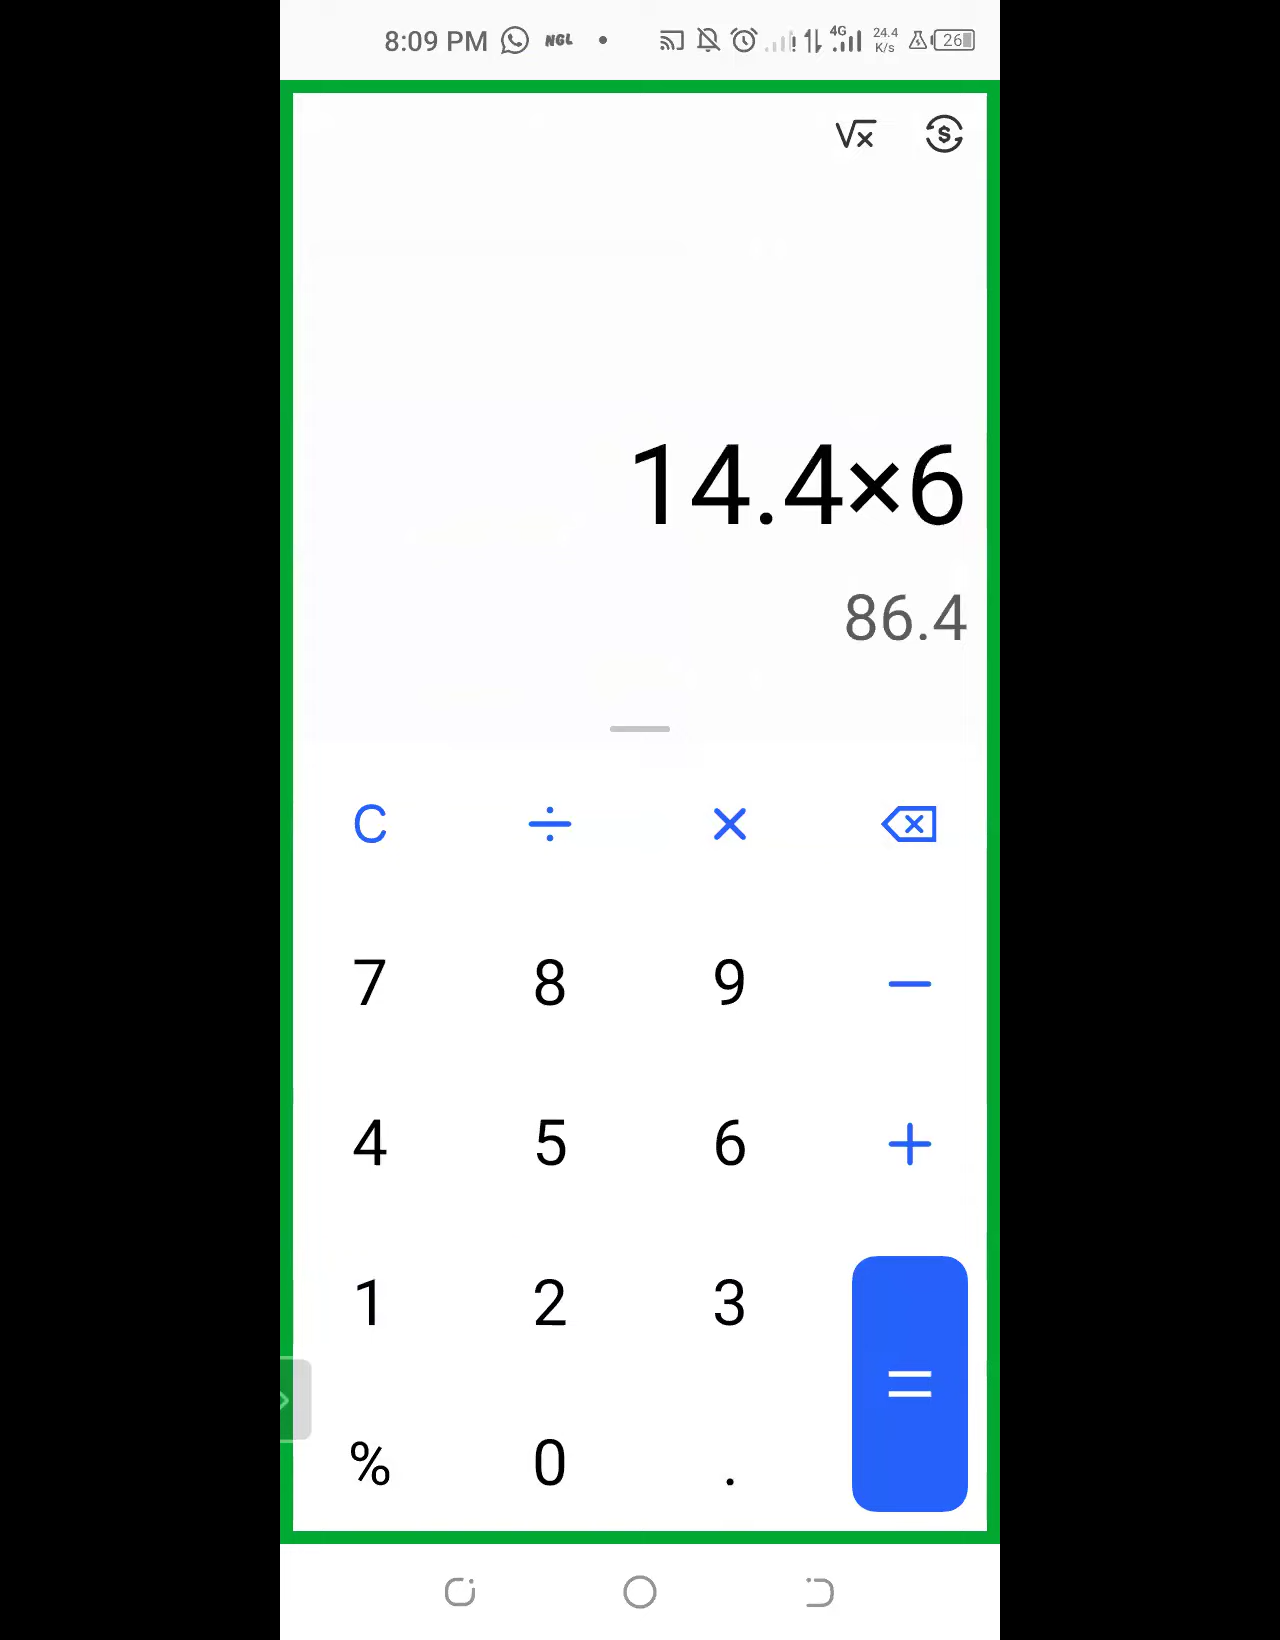 8:09 PM NGL 4G 24.4 K/s 26
√x $
14.4×6
86.4
C ÷ × 
7 8 9 −
4 5 6 +
1 2 3
=
% 0 .